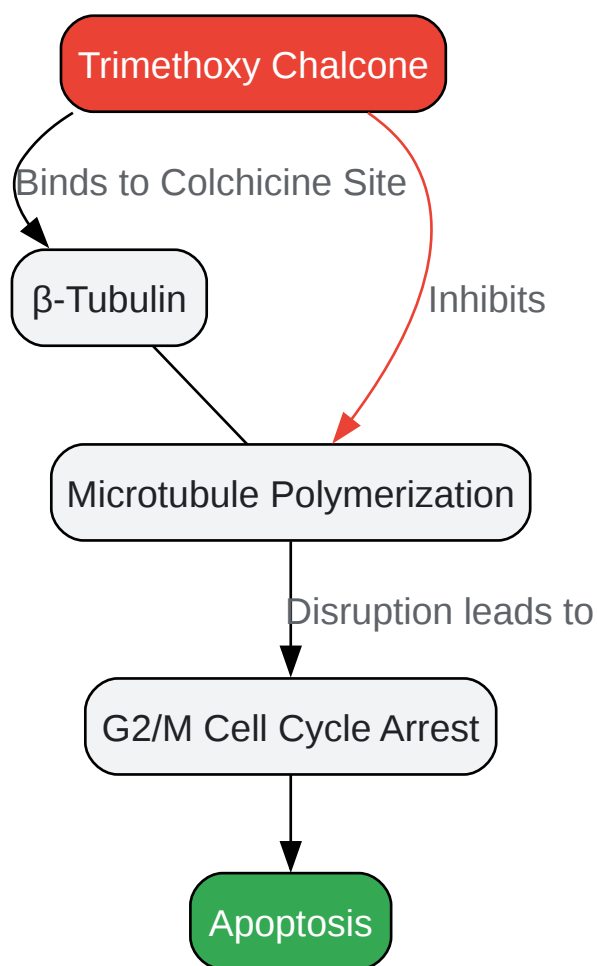 Trimethoxy Chalcone
Binds to Colchicine Site
β-Tubulin
Inhibits
Microtubule Polymerization
Disruption leads to
G2/M Cell Cycle Arrest
Apoptosis